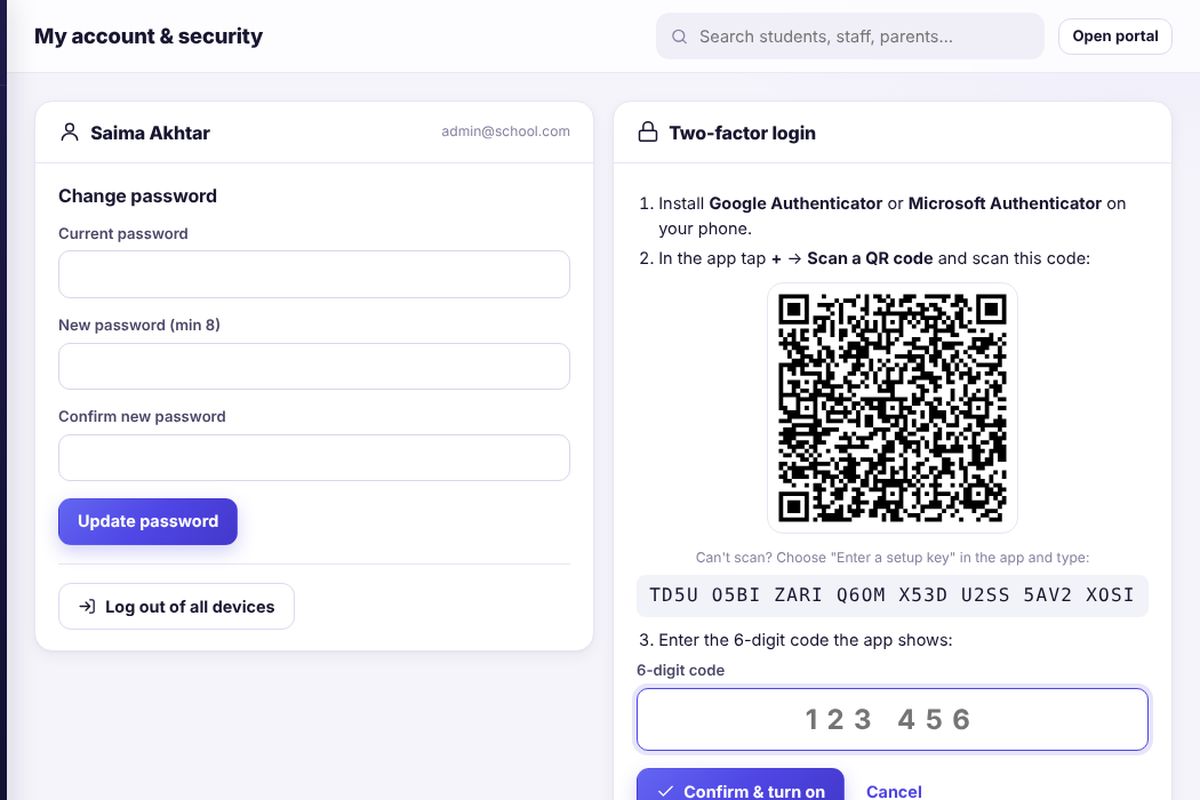 My account & security
Search students, staff, parents...
Open portal
Saima Akhtar
admin@school.com
Change password
Current password
New password (min 8)
Confirm new password
Update password
Log out of all devices
Two-factor login
1. Install Google Authenticator or Microsoft Authenticator on
your phone.
2. In the app tap + → Scan a QR code and scan this code:
Can't scan? Choose "Enter a setup key" in the app and type:
TD5U O5BI ZARI Q6OM X53D U2SS 5AV2 XOSI
3. Enter the 6-digit code the app shows:
6-digit code
123 456
Confirm & turn on
Cancel